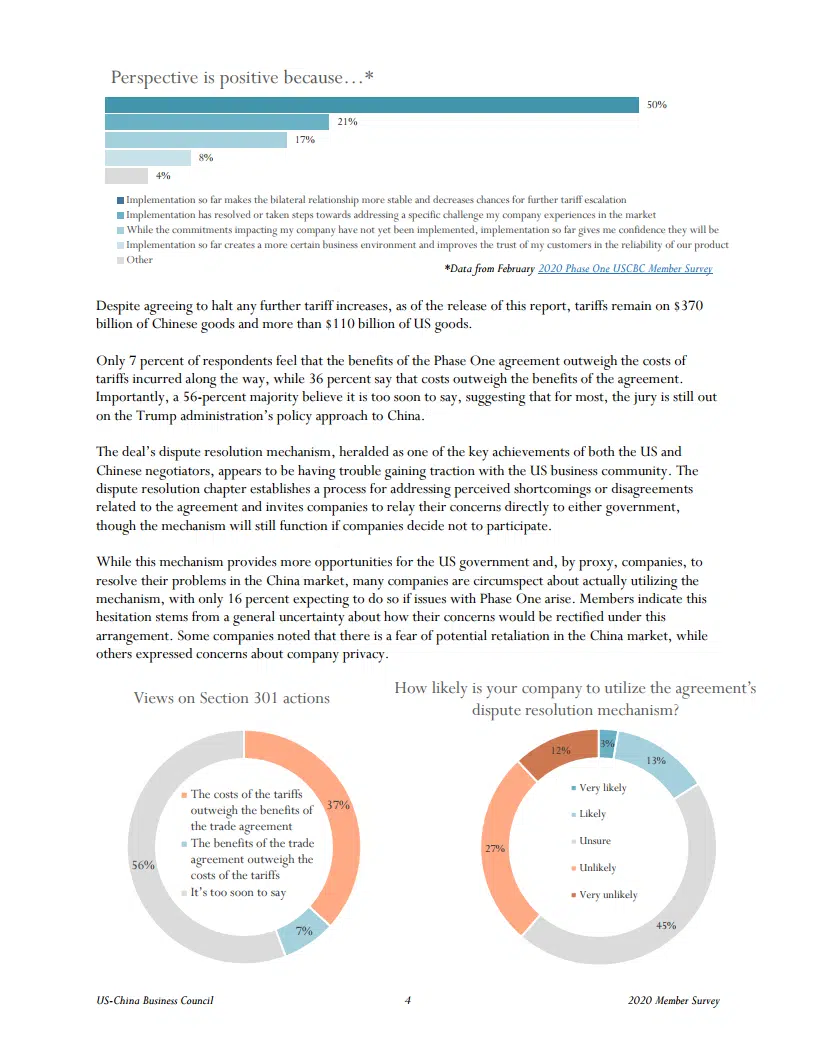 Perspective is positive because…*
50%
21%
17%
8%
4%
Implementation so far makes the bilateral relationship more stable and decreases chances for further tariff escalation
Implementation has resolved or taken steps towards addressing a specific challenge my company experiences in the market
While the commitments impacting my company have not yet been implemented, implementation so far gives me confidence they will be
Implementation so far creates a more certain business environment and improves the trust of my customers in the reliability of our product
Other
*Data from February 2020 Phase One USCBC Member Survey
Despite agreeing to halt any further tariff increases, as of the release of this report, tariffs remain on $370
billion of Chinese goods and more than $110 billion of US goods.
Only 7 percent of respondents feel that the benefits of the Phase One agreement outweigh the costs of
tariffs incurred along the way, while 36 percent say that costs outweigh the benefits of the agreement.
Importantly, a 56-percent majority believe it is too soon to say, suggesting that for most, the jury is still out
on the Trump administration's policy approach to China.
The deal's dispute resolution mechanism, heralded as one of the key achievements of both the US and
Chinese negotiators, appears to be having trouble gaining traction with the US business community. The
dispute resolution chapter establishes a process for addressing perceived shortcomings or disagreements
related to the agreement and invites companies to relay their concerns directly to either government,
though the mechanism will still function if companies decide not to participate.
While this mechanism provides more opportunities for the US government and, by proxy, companies, to
resolve their problems in the China market, many companies are circumspect about actually utilizing the
mechanism, with only 16 percent expecting to do so if issues with Phase One arise. Members indicate this
hesitation stems from a general uncertainty about how their concerns would be rectified under this
arrangement. Some companies noted that there is a fear of potential retaliation in the China market, while
others expressed concerns about company privacy.
Views on Section 301 actions
37%
7%
56%
The costs of the tariffs
outweigh the benefits of
the trade agreement
The benefits of the trade
agreement outweigh the
costs of the tariffs
It's too soon to say
How likely is your company to utilize the agreement's
dispute resolution mechanism?
3%
13%
45%
27%
12%
Very likely
Likely
Unsure
Unlikely
Very unlikely
US-China Business Council
4
2020 Member Survey